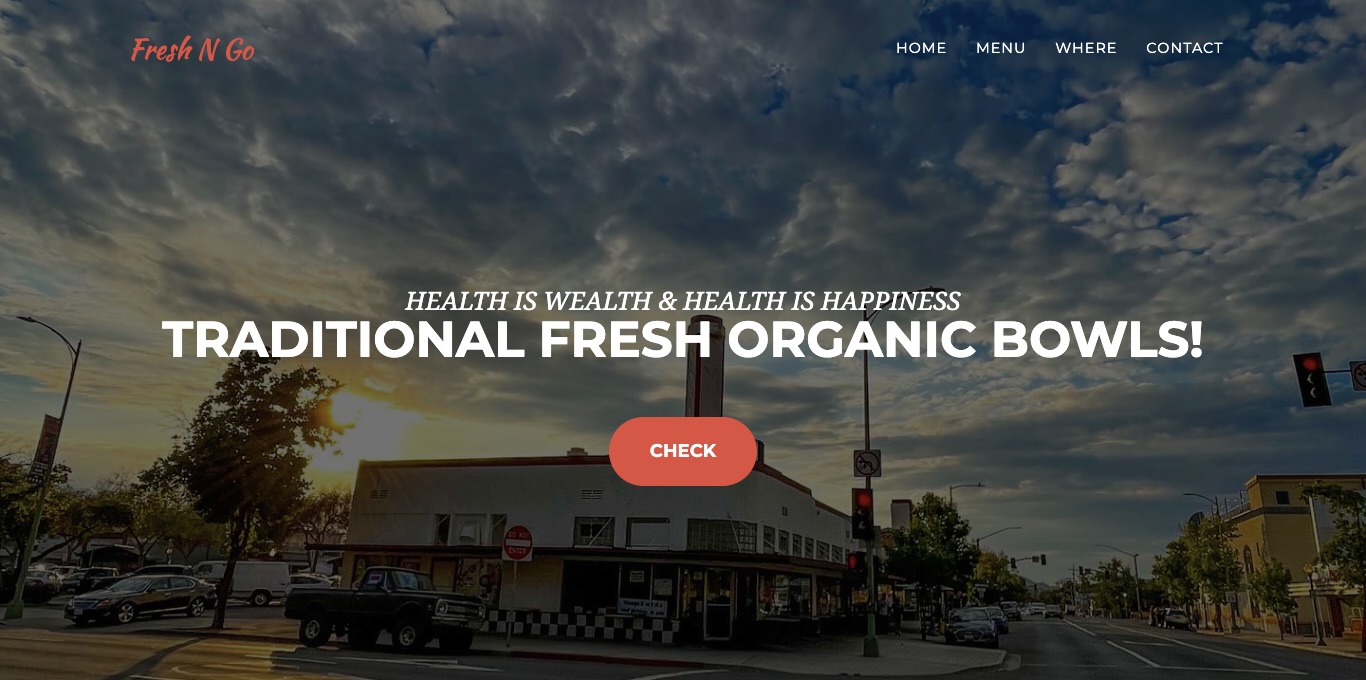 Fresh N Go
HOME MENU WHERE CONTACT
HEALTH IS WEALTH & HEALTH IS HAPPINESS
TRADITIONAL FRESH ORGANIC BOWLS!
CHECK
DO NOT
ENTER